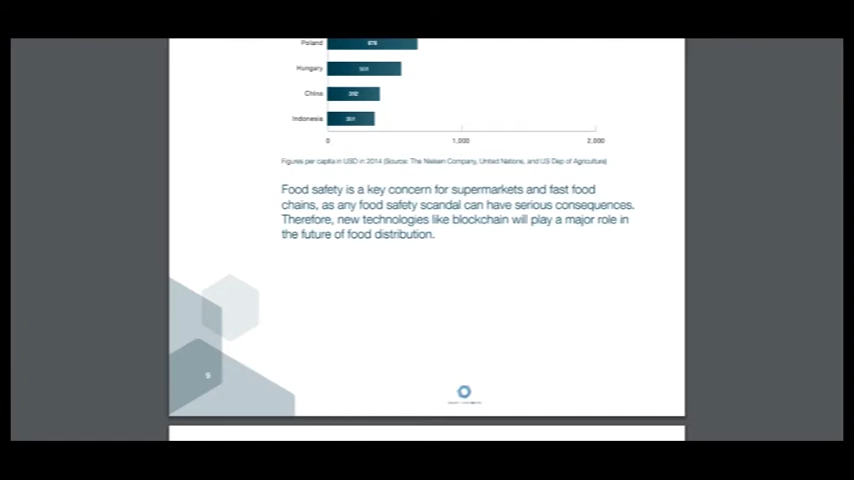 Poland
Hungary
China
392
Indonesia
351
0
1,000
2,000
Figures per capita in USD in 2014 (Source: The Nielsen Company, United Nations, and US Dep of Agriculture)
Food safety is a key concern for supermarkets and fast food
chains, as any food safety scandal can have serious consequences.
Therefore, new technologies like blockchain will play a major role in
the future of food distribution.